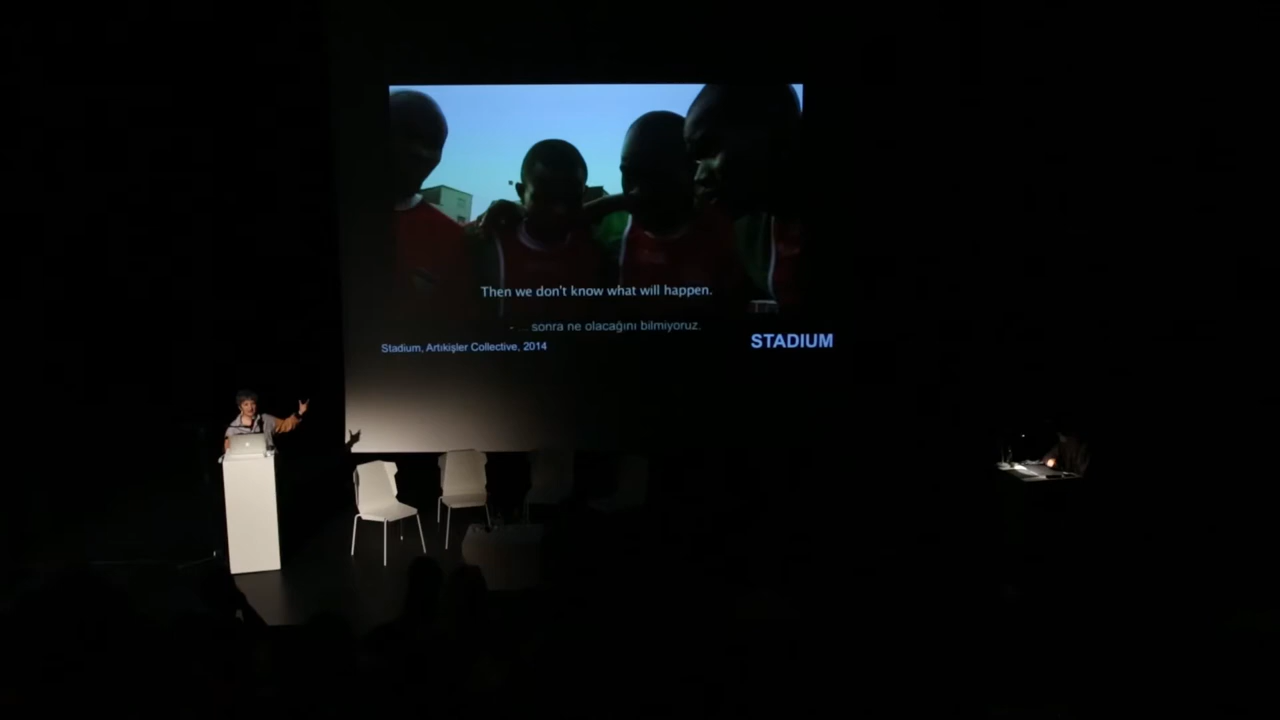 Then we don't know what will happen.
- ... sonra ne olacağını bilmiyoruz.
Stadium, Artıkişler Collective, 2014
STADIUM